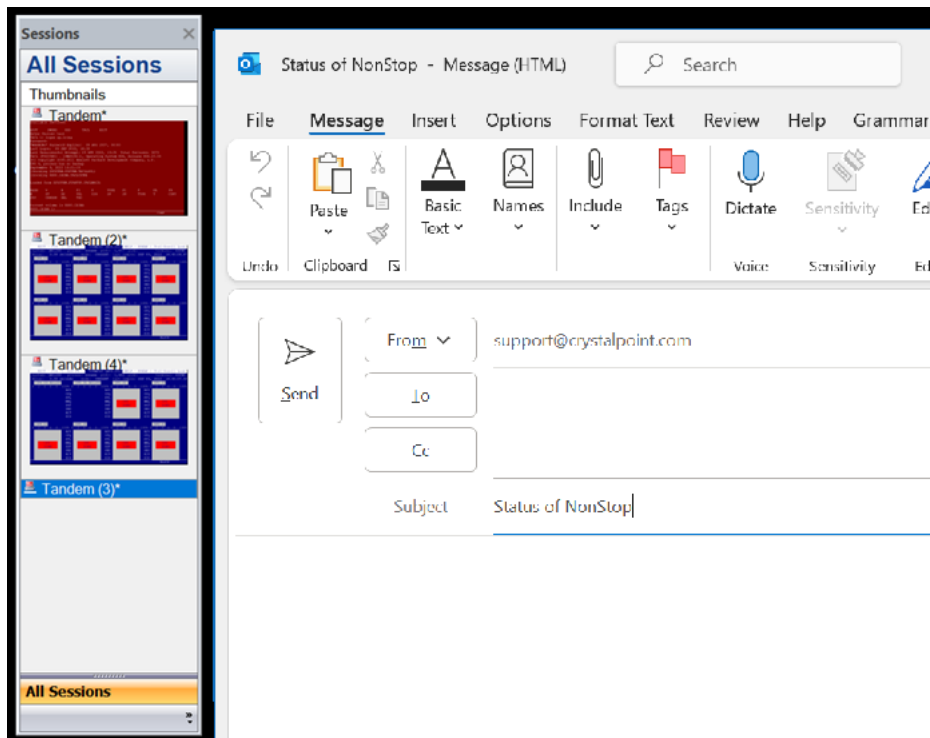 Sessions
All Sessions
Thumbnails
Tandem*
Tandem (2)*
Tandem (4)*
Tandem (3)*
All Sessions
Status of NonStop - Message (HTML)
Search
File Message Insert Options Format Text Review Help Grammar
Paste
Basic Text
Names
Include
Tags
Dictate
Sensitivity
Undo Clipboard Voice Sensitivity
Send
From support@crystalpoint.com
To
Cc
Subject Status of NonStop